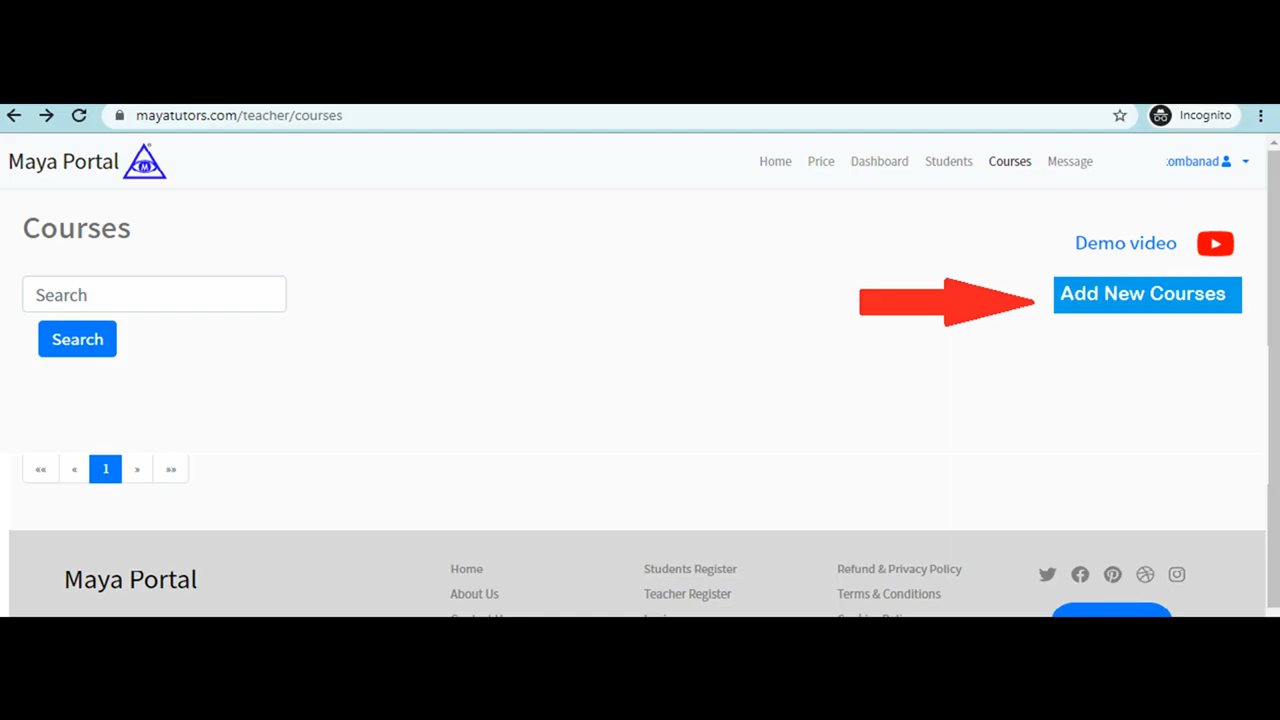 mayatutors.com/teacher/courses
Incognito
Maya Portal M
Home Price Dashboard Students Courses Message
ombanad
Courses
Demo video
Search
Add New Courses
Search
«« « 1 » »»
Maya Portal
Home Students Register Refund & Privacy Policy
About Us Teacher Register Terms & Conditions